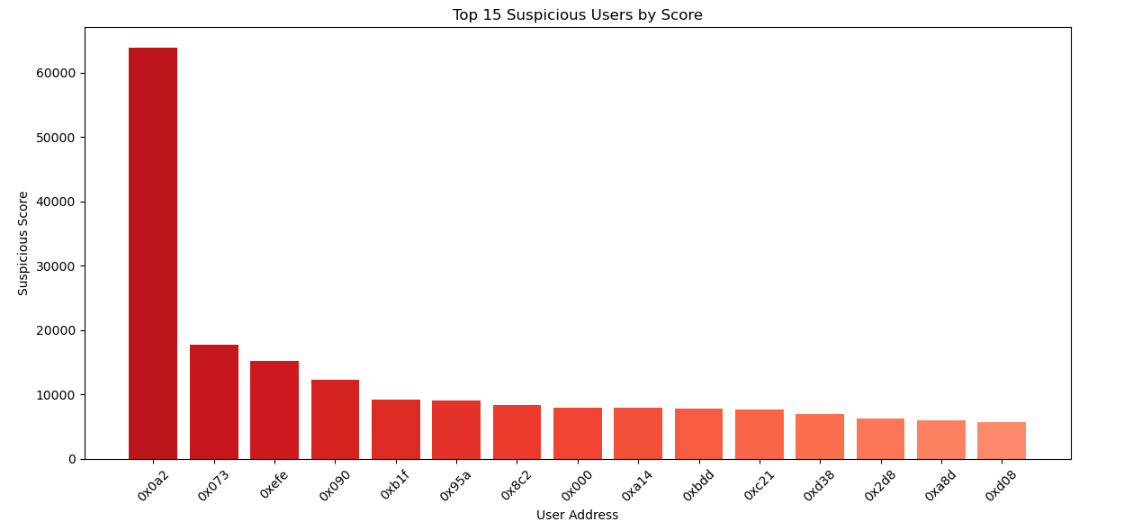 Top 15 Suspicious Users by Score
Suspicious Score
60000
50000
40000
30000
20000
10000
0
0x0a2 0x073 0xefe 0x090 0xb1f 0x95a 0x8c2 0x000 0xa14 0xbdd 0xc21 0xd38 0x2d8 0xa8d 0xd08
User Address